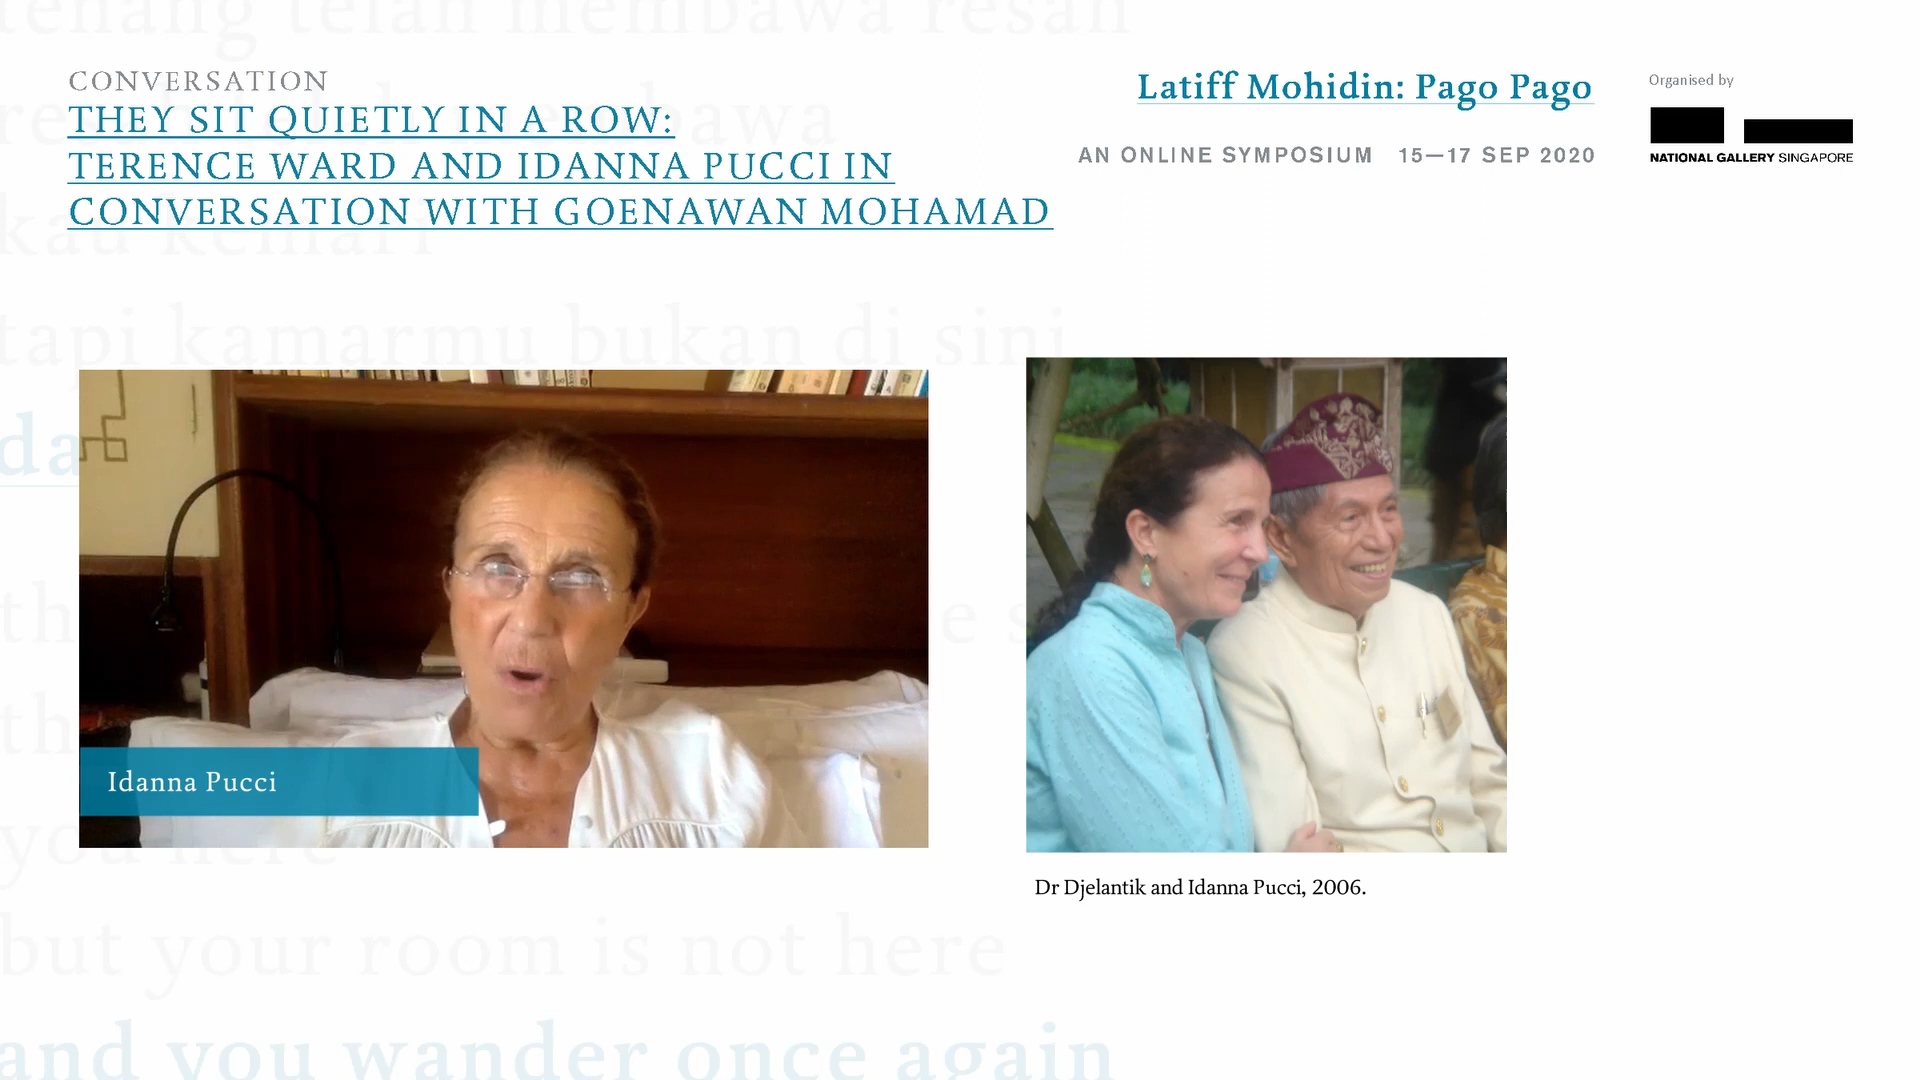 tenang telah membawa resah
CONVERSATION
THEY SIT QUIETLY IN A ROW:
TERENCE WARD AND IDANNA PUCCI IN
CONVERSATION WITH GOENAWAN MOHAMAD
Latiff Mohidin: Pago Pago
AN ONLINE SYMPOSIUM 15—17 SEP 2020
Organised by
NATIONAL GALLERY SINGAPORE
kau kemari
tapi kamarmu bukan di sini
Idanna Pucci
Dr Djelantik and Idanna Pucci, 2006.
you here
but your room is not here
and you wander once again